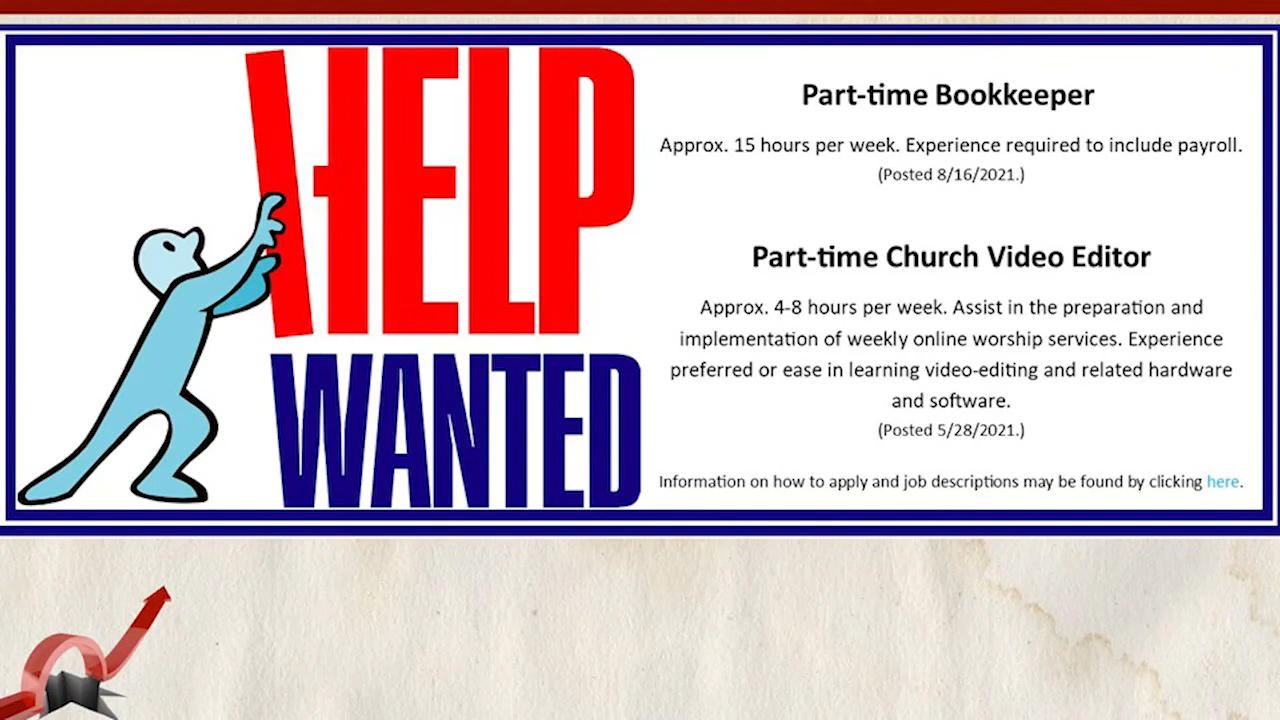 HELP
WANTED
Part-time Bookkeeper
Approx. 15 hours per week. Experience required to include payroll.
(Posted 8/16/2021.)
Part-time Church Video Editor
Approx. 4-8 hours per week. Assist in the preparation and
implementation of weekly online worship services. Experience
preferred or ease in learning video-editing and related hardware
and software.
(Posted 5/28/2021.)
Information on how to apply and job descriptions may be found by clicking here.